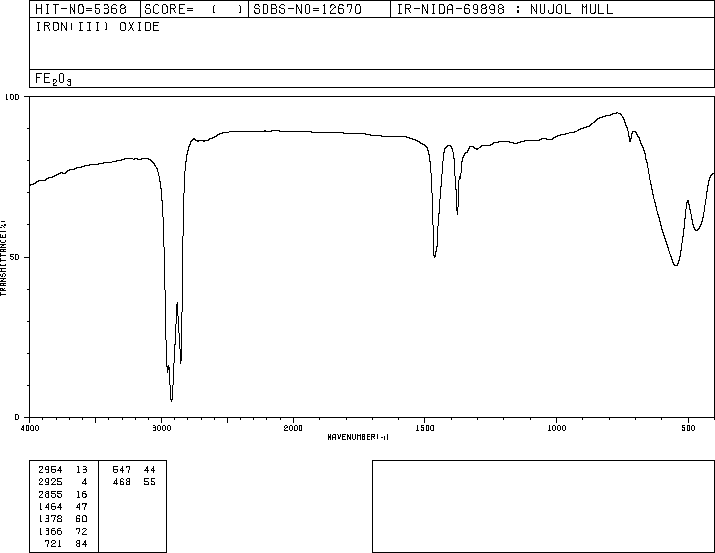 HIT-NO=5368 SCORE= ( ) SDBS-NO=12670 IR-NIDA-69898 : NUJOL MULL
IRON(III) OXIDE
FE2O3
100
50
0
TRANSMITTANCE(%)
4000 3000 2000 1500 1000 500
WAVENUMBER(-1)
2954 13 547 44
2925 4 468 55
2855 16
1464 47
1378 60
1366 72
721 84